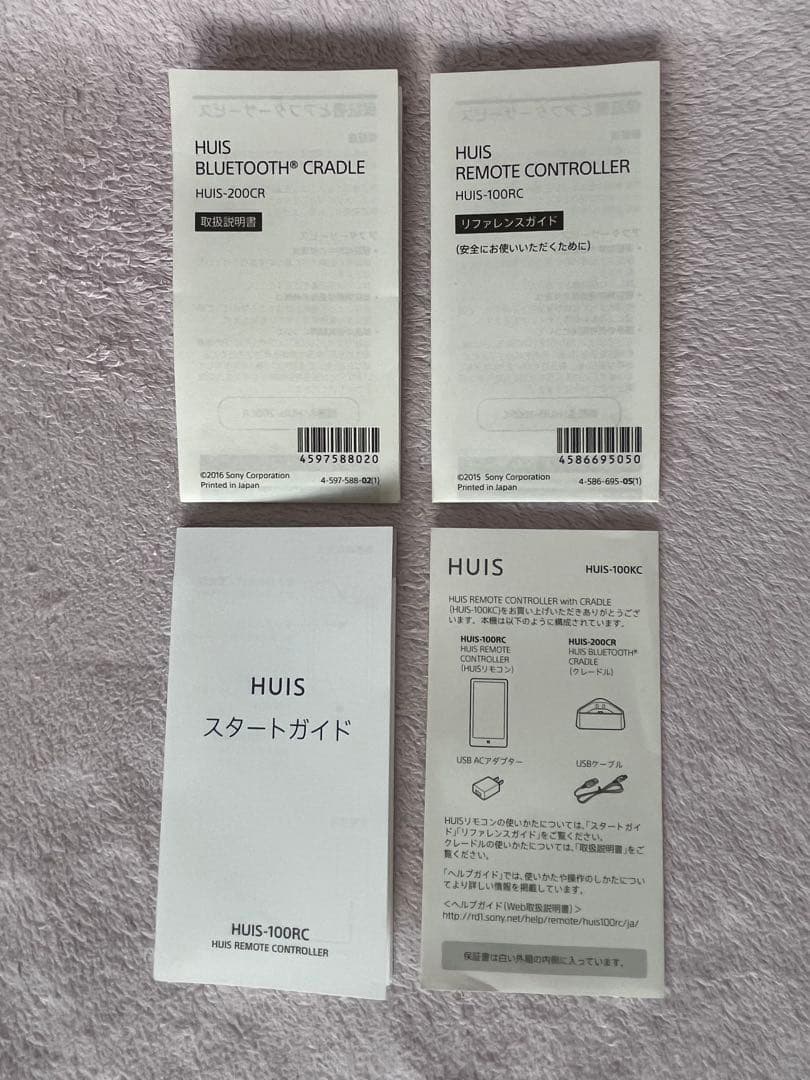 HUIS
BLUETOOTH® CRADLE
HUIS-200CR
取扱説明書
4597588020
©2016 Sony Corporation
Printed in Japan
4-597-588-02(1)
HUIS
REMOTE CONTROLLER
HUIS-100RC
リファレンスガイド
(安全にお使いいただくために)
4586695050
©2015 Sony Corporation
Printed in Japan
4-586-695-05(1)
HUIS
スタートガイド
HUIS-100RC
HUIS REMOTE CONTROLLER
HUIS
HUIS-100KC
HUIS REMOTE CONTROLLER with CRADLE
(HUIS-100KC)をお買い上げいただきありがとうござ
います。本機は以下のように構成されています。
HUIS-100RC
HUIS REMOTE
CONTROLLER
(HUISリモコン)
HUIS-200CR
HUIS BLUETOOTH®
CRADLE
(クレードル)
USB ACアダプター
USBケーブル
HUISリモコンの使いかたについては、「スタートガイ
ド」「リファレンスガイド」をご覧ください。
クレードルの使いかたについては、「取扱説明書」をご
覧ください。
「ヘルプガイド」では、使いかたや操作のしかたについ
てより詳しい情報を掲載しています。
＜ヘルプガイド(Web取扱説明書)＞
http://rd1.sony.net/help/remote/huis100rc/ja/
保証書は白い外箱の内側に入っています。